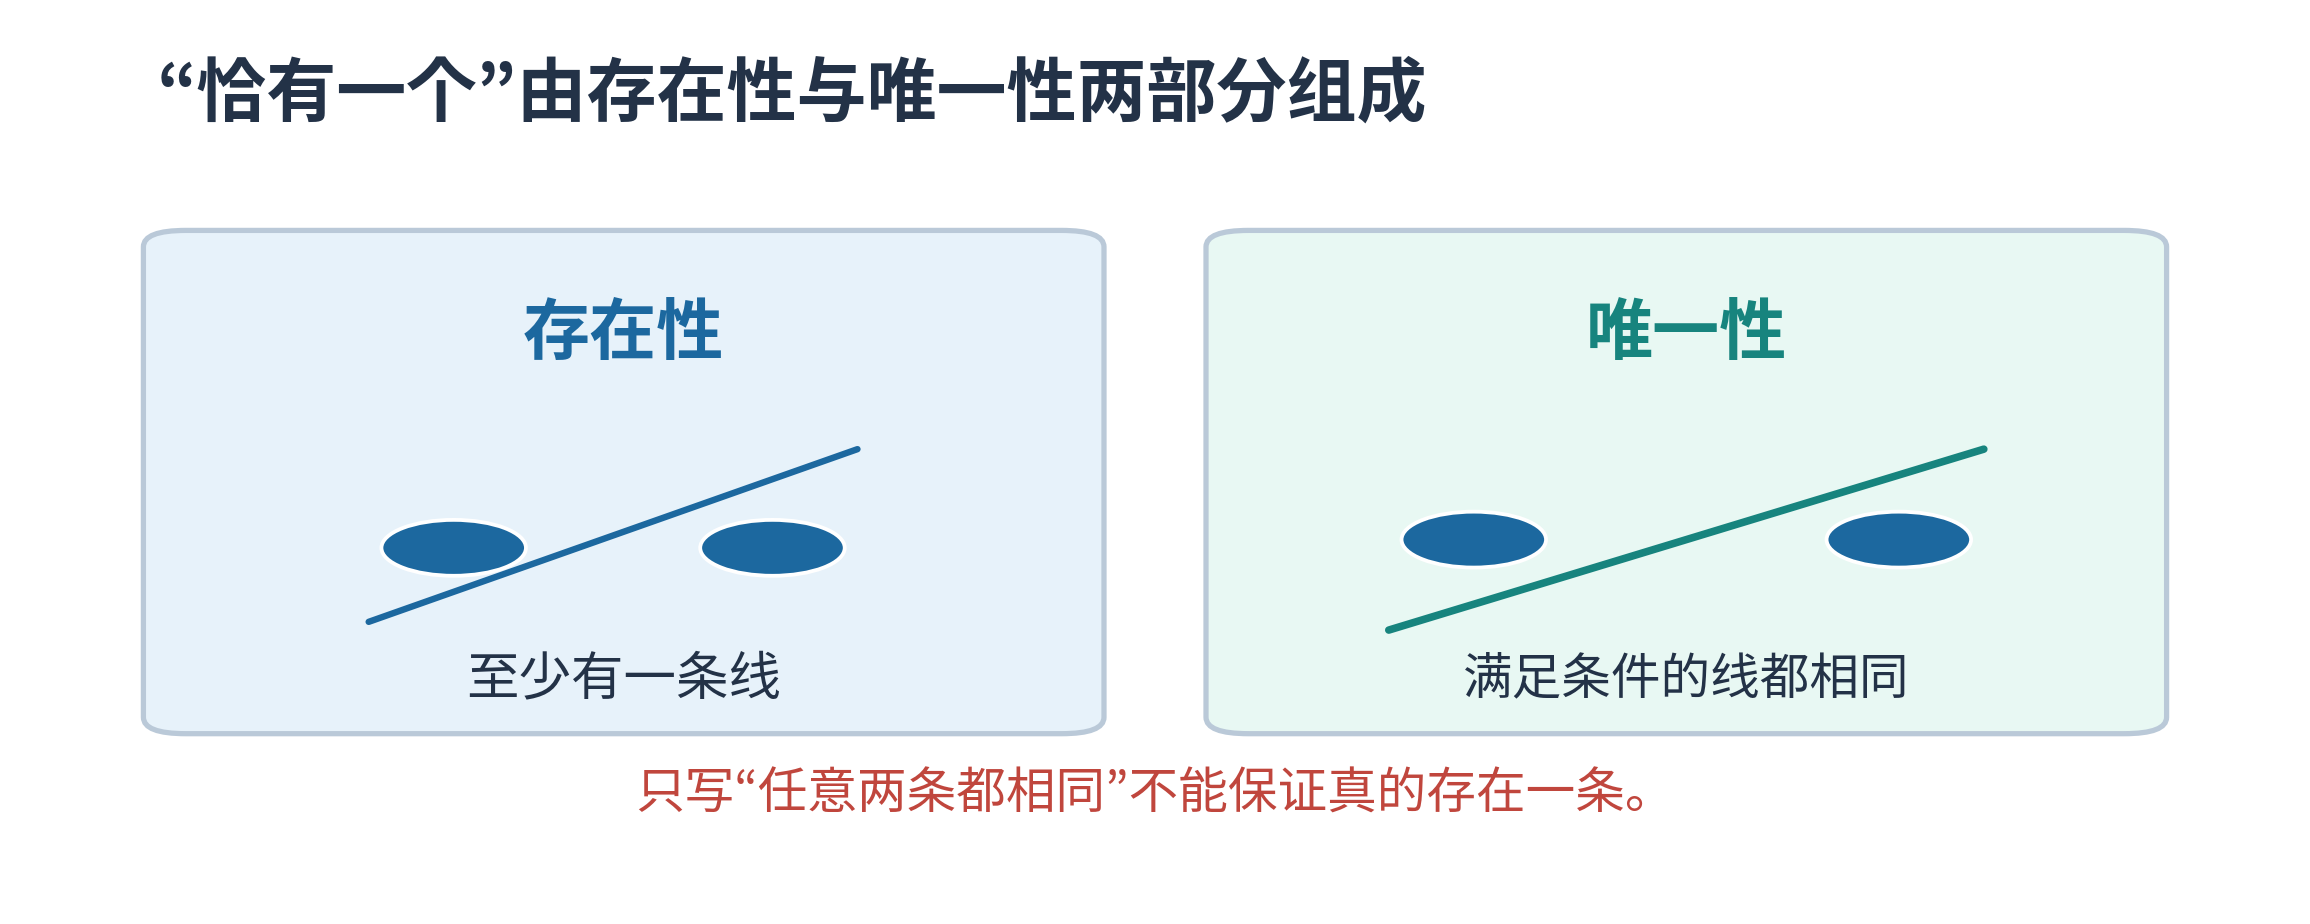 “恰有一个”由存在性与唯一性两部分组成
存在性
至少有一条线
唯一性
满足条件的线都相同
只写“任意两条都相同”不能保证真的存在一条。